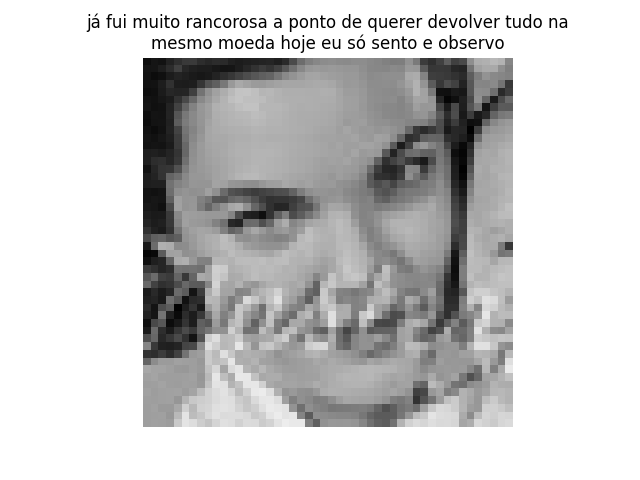 já fui muito rancorosa a ponto de querer devolver tudo na
mesmo moeda hoje eu só sento e observo